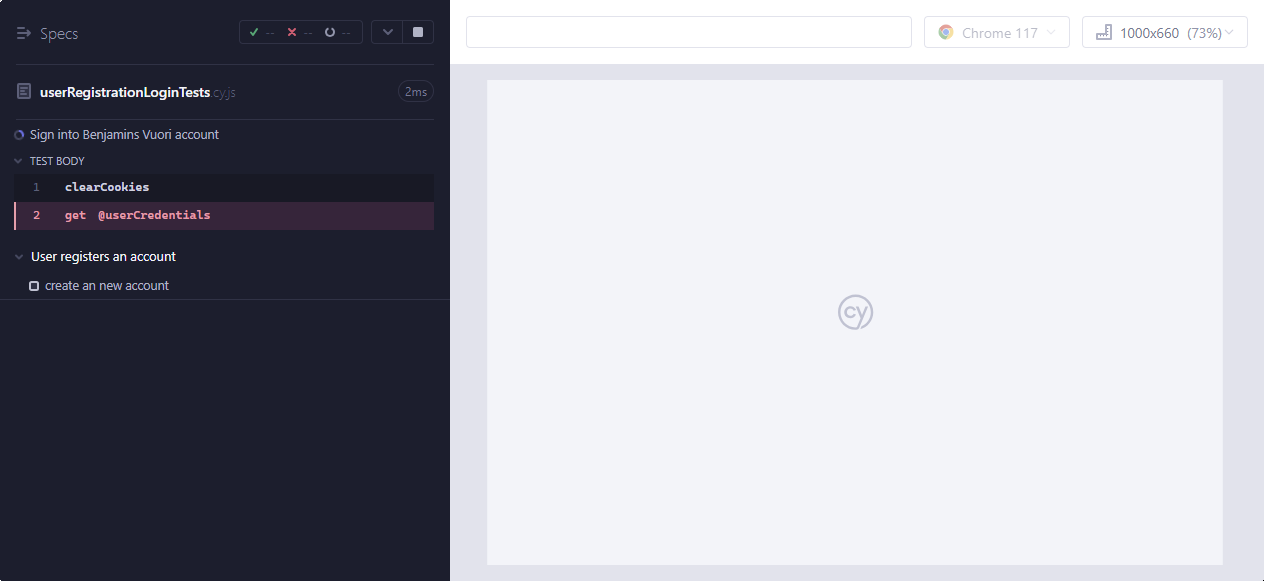 Specs
-- -- --
Chrome 117
1000x660 (73%)
userRegistrationLoginTests.cy.js
2ms
Sign into Benjamins Vuori account
TEST BODY
1 clearCookies
2 get @userCredentials
User registers an account
create an new account
cy